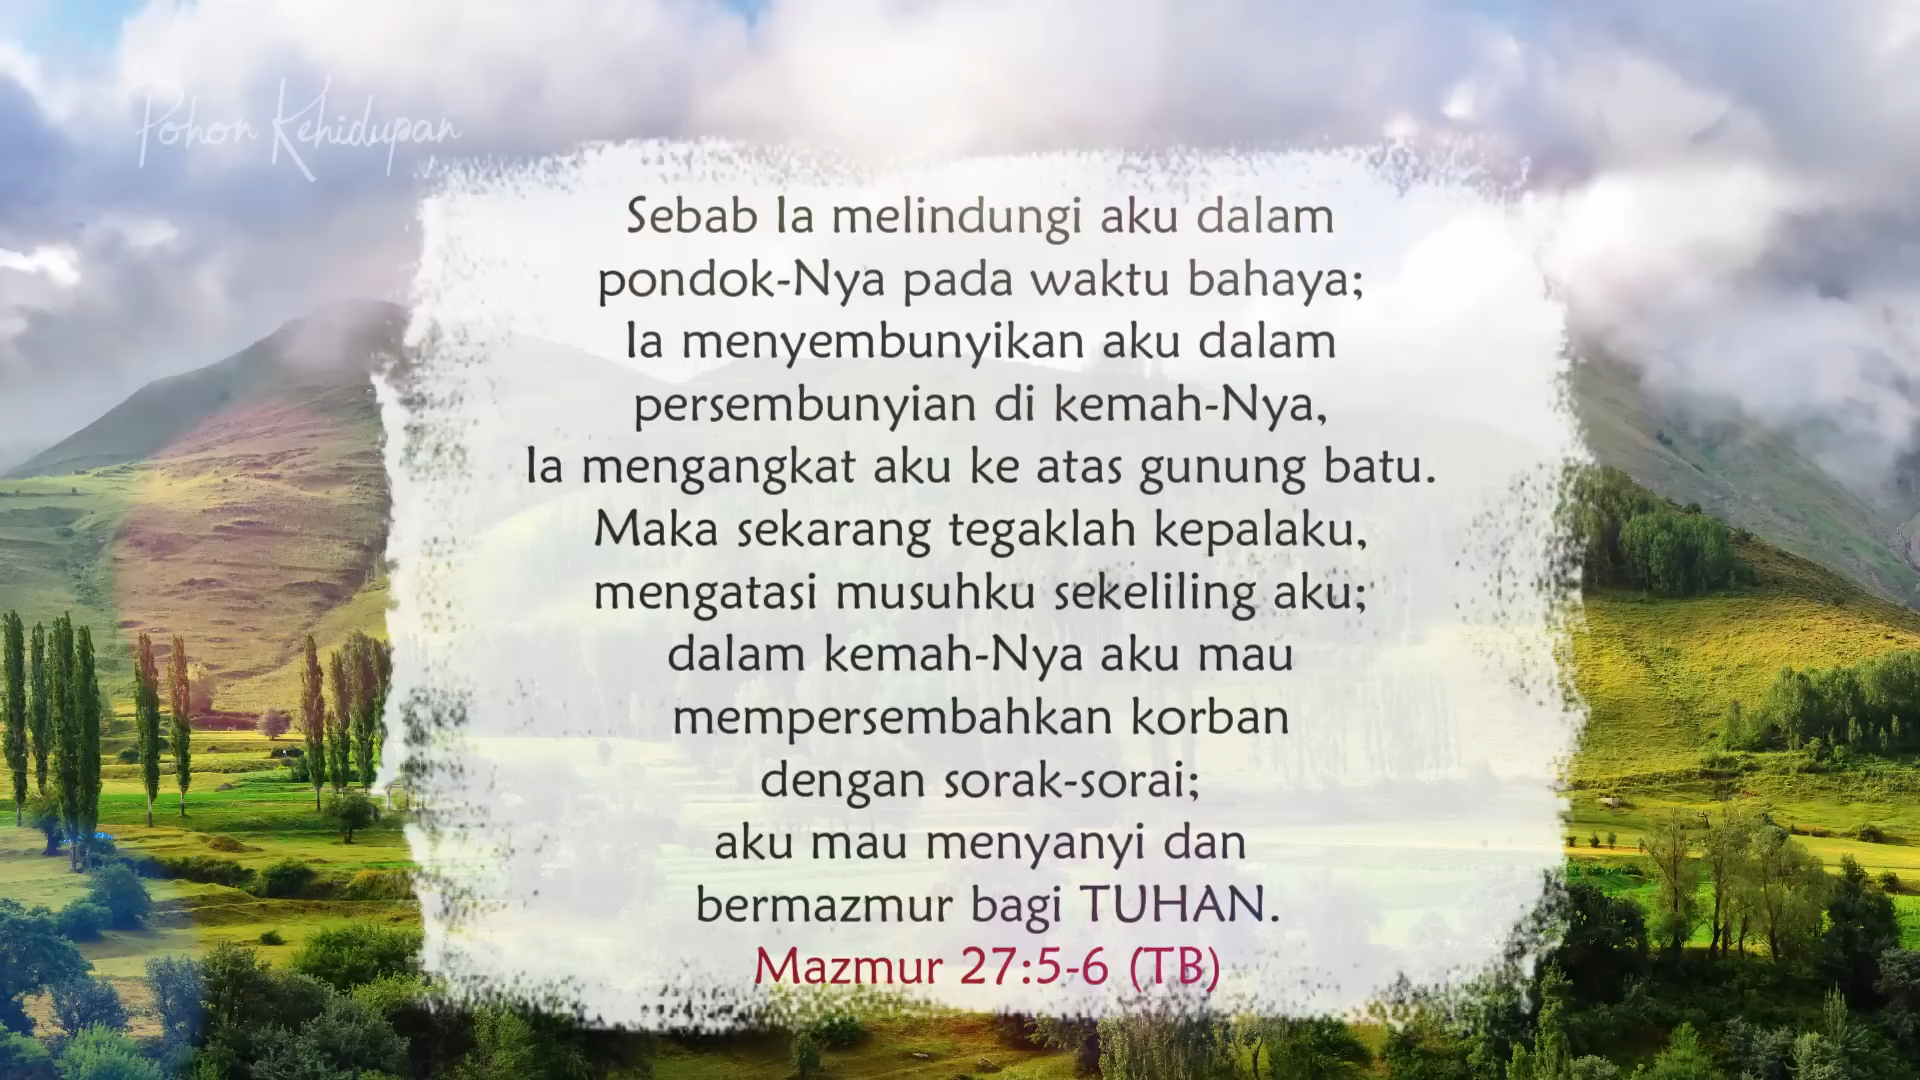 Pohon Kehidupan
Sebab Ia melindungi aku dalam
pondok-Nya pada waktu bahaya;
Ia menyembunyikan aku dalam
persembunyian di kemah-Nya,
Ia mengangkat aku ke atas gunung batu.
Maka sekarang tegaklah kepalaku,
mengatasi musuhku sekeliling aku;
dalam kemah-Nya aku mau
mempersembahkan korban
dengan sorak-sorai;
aku mau menyanyi dan
bermazmur bagi TUHAN.
Mazmur 27:5-6 (TB)